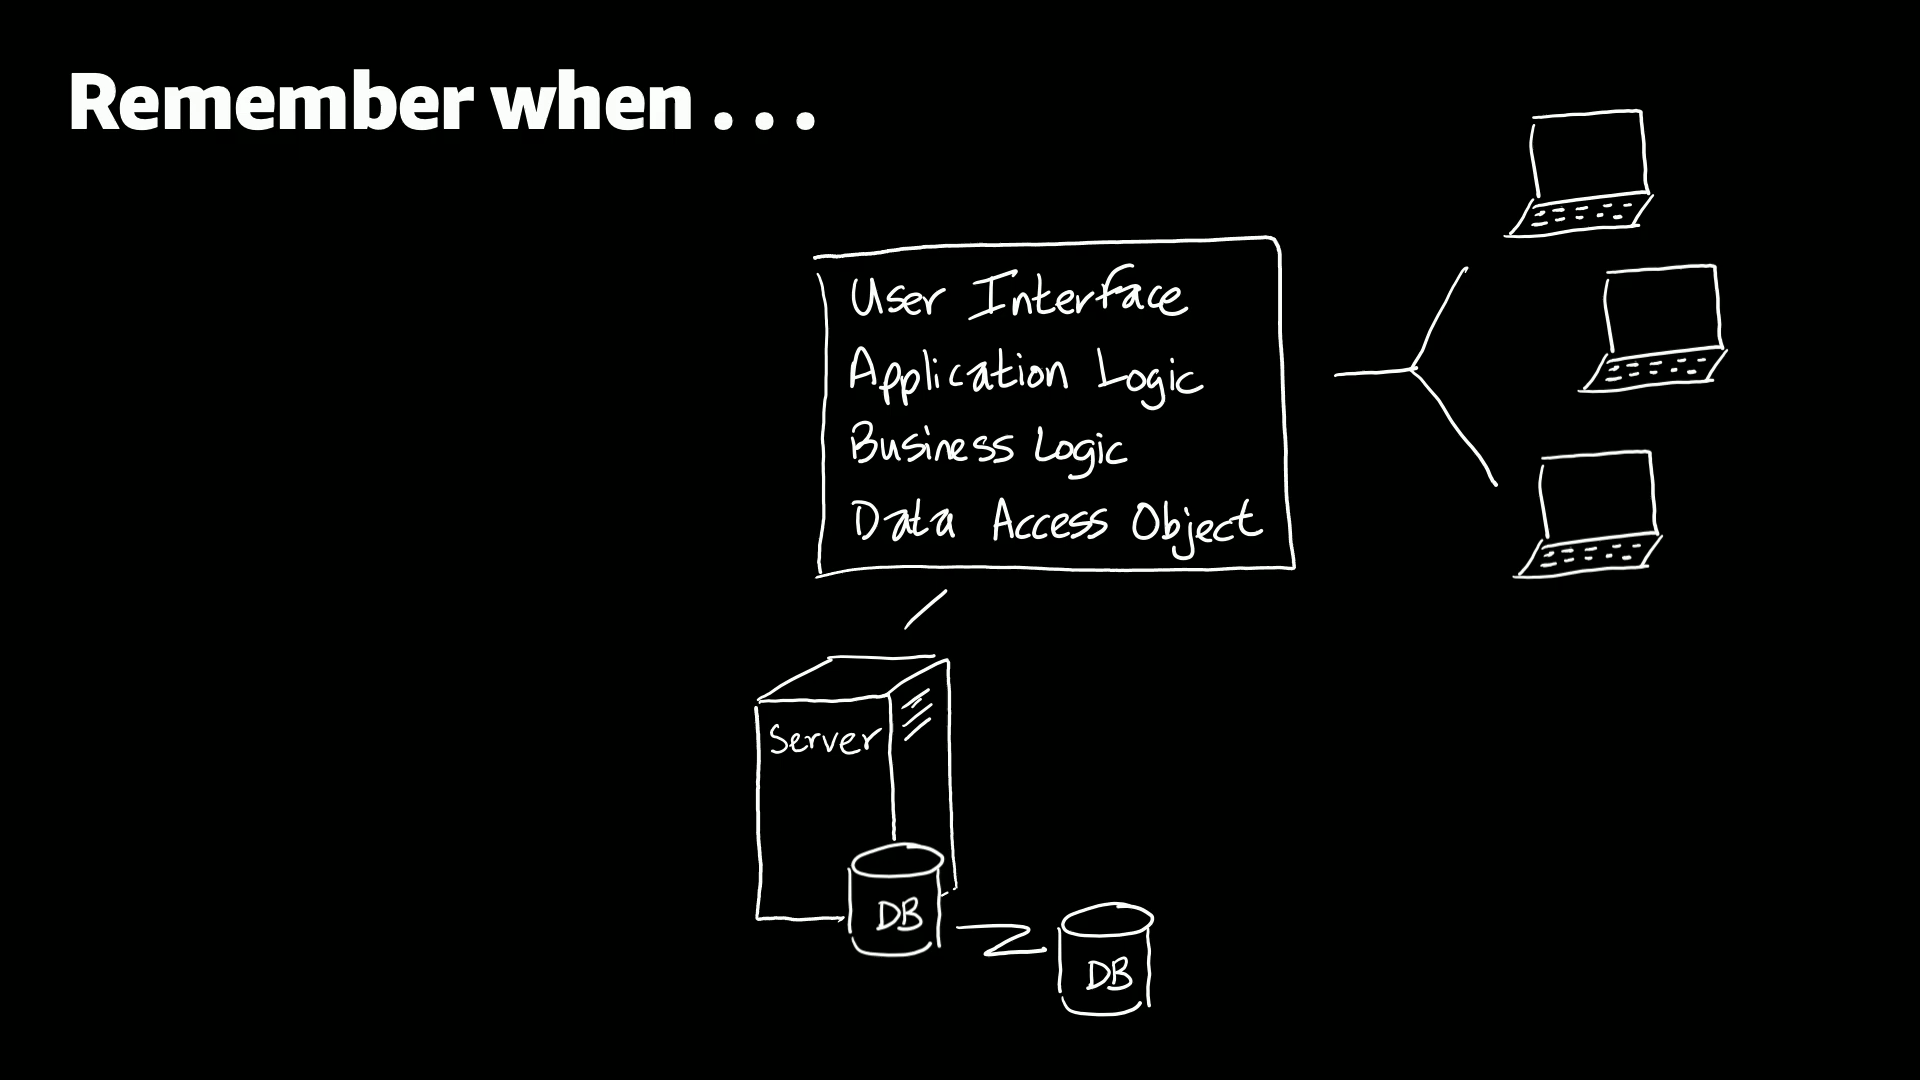 Remember when . . .
User Interface
Application Logic
Business Logic
Data Access Object
Server
DB
DB